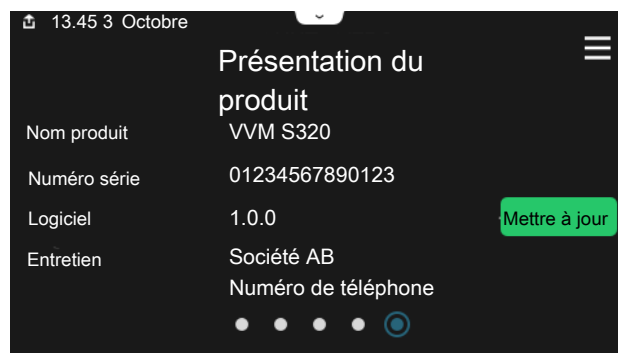 13.45 3 Octobre
Présentation du
produit
Nom produit VVM S320
Numéro série 01234567890123
Logiciel 1.0.0 Mettre à jour
Entretien Société AB
Numéro de téléphone